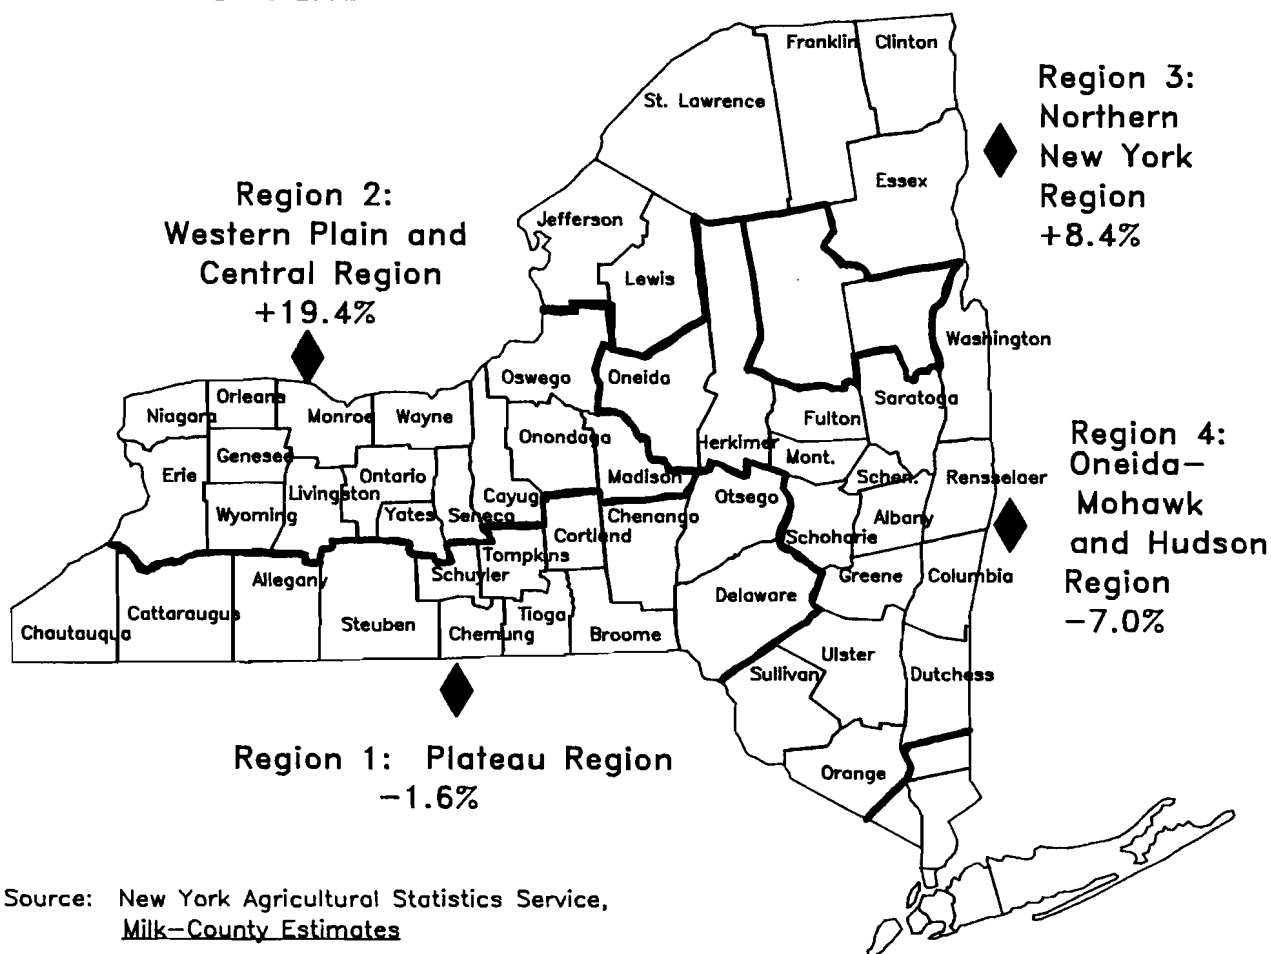 Franklin Clinton
St. Lawrence
Region 3:
Northern
New York
Region
+8.4%
Essex
Region 2:
Western Plain and
Central Region
+19.4%
Jefferson
Lewis
Washington
Oswego Oneida
Orleans
Niagara Monroe Wayne
Saratoga
Fulton
Onondaga
Herkimer
Mont.
Region 4:
Oneida-
Mohawk
and Hudson
Region
-7.0%
Genesee
Erie Ontario
Livingston
Madison
Schen. Rensselaer
Cayug
Otsego
Wyoming Yates Seneca
Chenango
Albany
Cortland
Schoharie
Tompkins
Allegany Schuyler
Greene Columbia
Delaware
Cattaraugus
Tioga
Chautauqua
Steuben
Chemung Broome
Ulster
Sullivan Dutchess
Orange
Region 1: Plateau Region
-1.6%
Source: New York Agricultural Statistics Service,
Milk-County Estimates